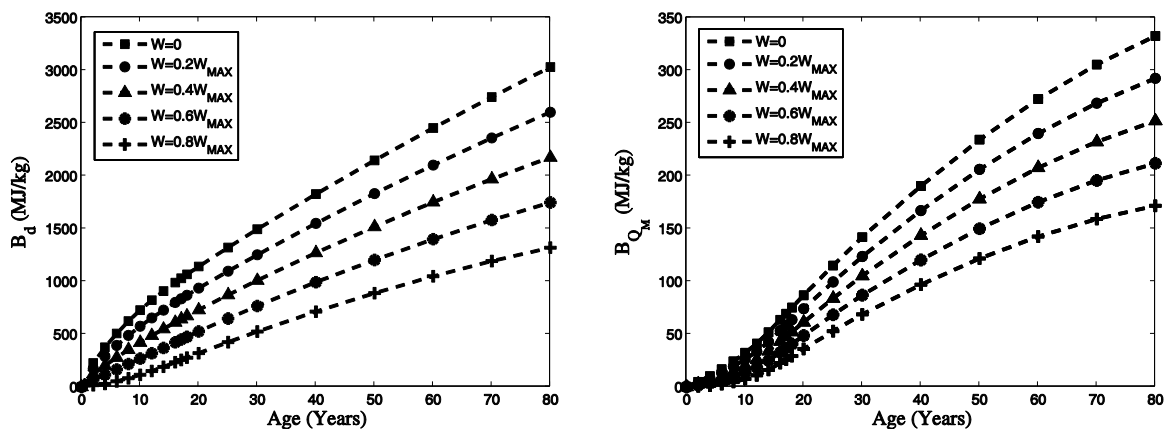 3500
3000
2500
2000
1500
1000
500
0
B_d (MJ/kg)
W=0
W=0.2W_MAX
W=0.4W_MAX
W=0.6W_MAX
W=0.8W_MAX
0 10 20 30 40 50 60 70 80
Age (Years)
350
300
250
200
150
100
50
0
B_Q_M (MJ/kg)
W=0
W=0.2W_MAX
W=0.4W_MAX
W=0.6W_MAX
W=0.8W_MAX
0 10 20 30 40 50 60 70 80
Age (Years)